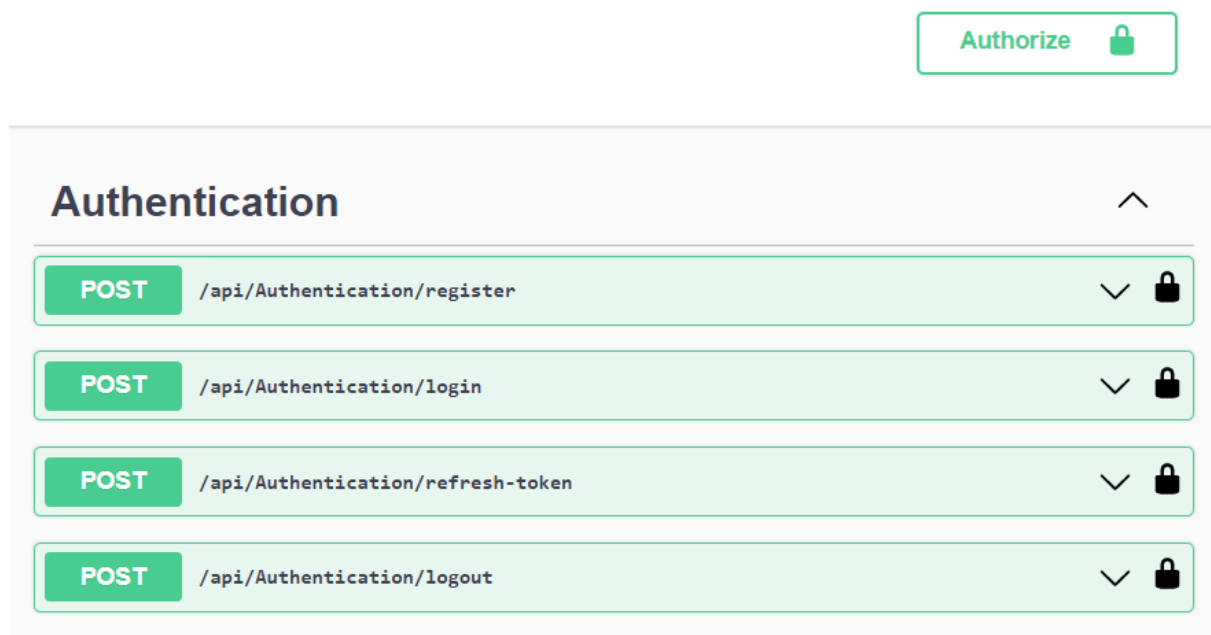 Authorize
Authentication
POST /api/Authentication/register
POST /api/Authentication/login
POST /api/Authentication/refresh-token
POST /api/Authentication/logout